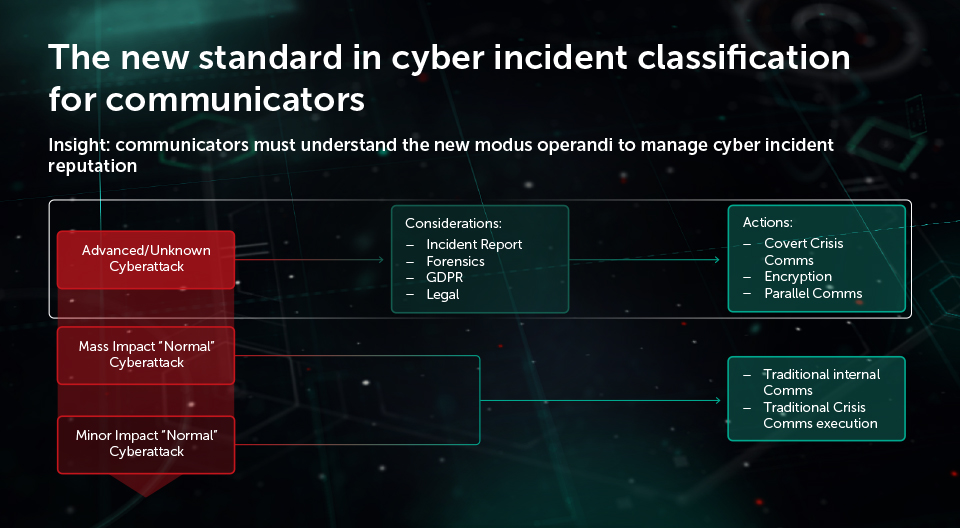 The new standard in cyber incident classification
for communicators
Insight: communicators must understand the new modus operandi to manage cyber incident
reputation
Advanced/Unknown
Cyberattack
Considerations:
– Incident Report
– Forensics
– GDPR
– Legal
Actions:
– Covert Crisis
Comms
– Encryption
– Parallel Comms
Mass Impact “Normal”
Cyberattack
Minor Impact “Normal”
Cyberattack
– Traditional internal
Comms
– Traditional Crisis
Comms execution